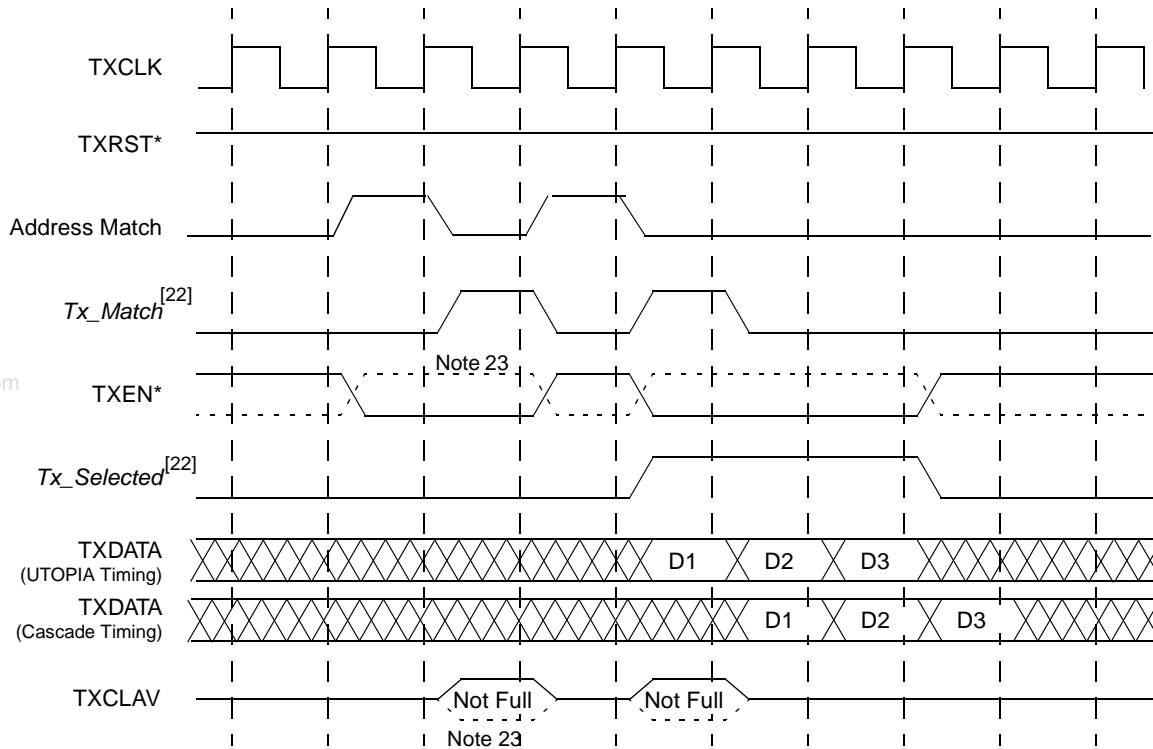 TXCLK
TXRST*
Address Match
Tx_Match[22]
Note 23
om
TXEN*
Tx_Selected[22]
TXDATA
(UTOPIA Timing)
D1 D2 D3
TXDATA
(Cascade Timing)
D1 D2 D3
TXCLAV
Not Full Not Full
Note 23